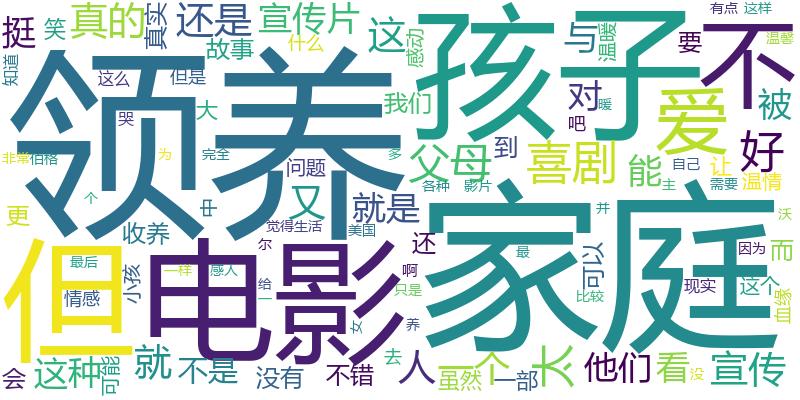 有点 这样
挺 笑 真的 真实 还是 宣传片 这 感动 孩子 与 温暖 要 不 温馨
知道 这么 但是 故事 什么
领养 大 我们 对 暖 爱 被
哭 吧 好
非常 伯格 为 完全 问题 多 父母 到 喜剧 能 自己 让 温情
个 中 又 就是 各种 影片 主 需要
更 收养 觉得 生活 美国 家庭 并 沃
但 电影 尔 还 最 可以 因为 而
最后 一样 感人 给 啊
情感 小孩 一 只是 比较 现实 这个 血缘
女 养
会 这种 可能 就 不是 没有 不错 去 人 虽然 一个 一部 太 他们 看 没 宣传